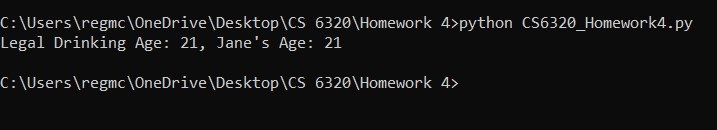 C:\Users\regmc\OneDrive\Desktop\CS 6320\Homework 4>python CS6320_Homework4.py
Legal Drinking Age: 21, Jane's Age: 21
C:\Users\regmc\OneDrive\Desktop\CS 6320\Homework 4>